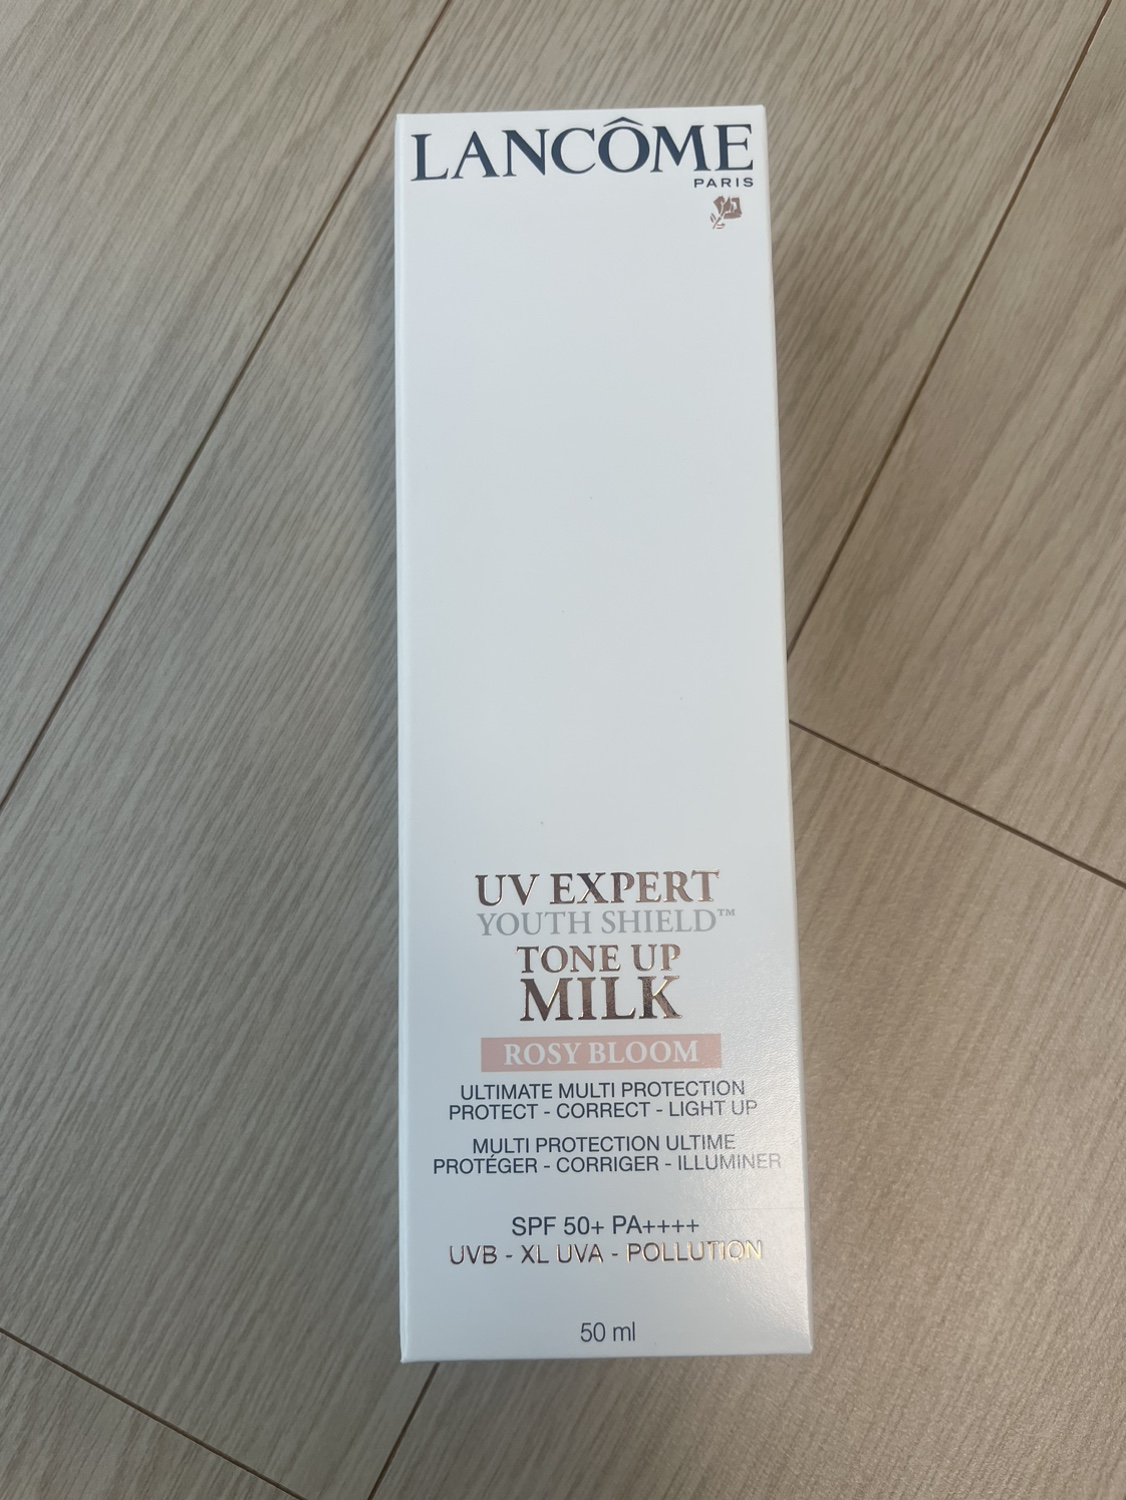 LANCÔME
PARIS
UV EXPERT
YOUTH SHIELD™
TONE UP
MILK
ROSY BLOOM
ULTIMATE MULTI PROTECTION
PROTECT - CORRECT - LIGHT UP
MULTI PROTECTION ULTIME
PROTÉGER - CORRIGER - ILLUMINER
SPF 50+ PA++++
UVB - XL UVA - POLLUTION
50 ml